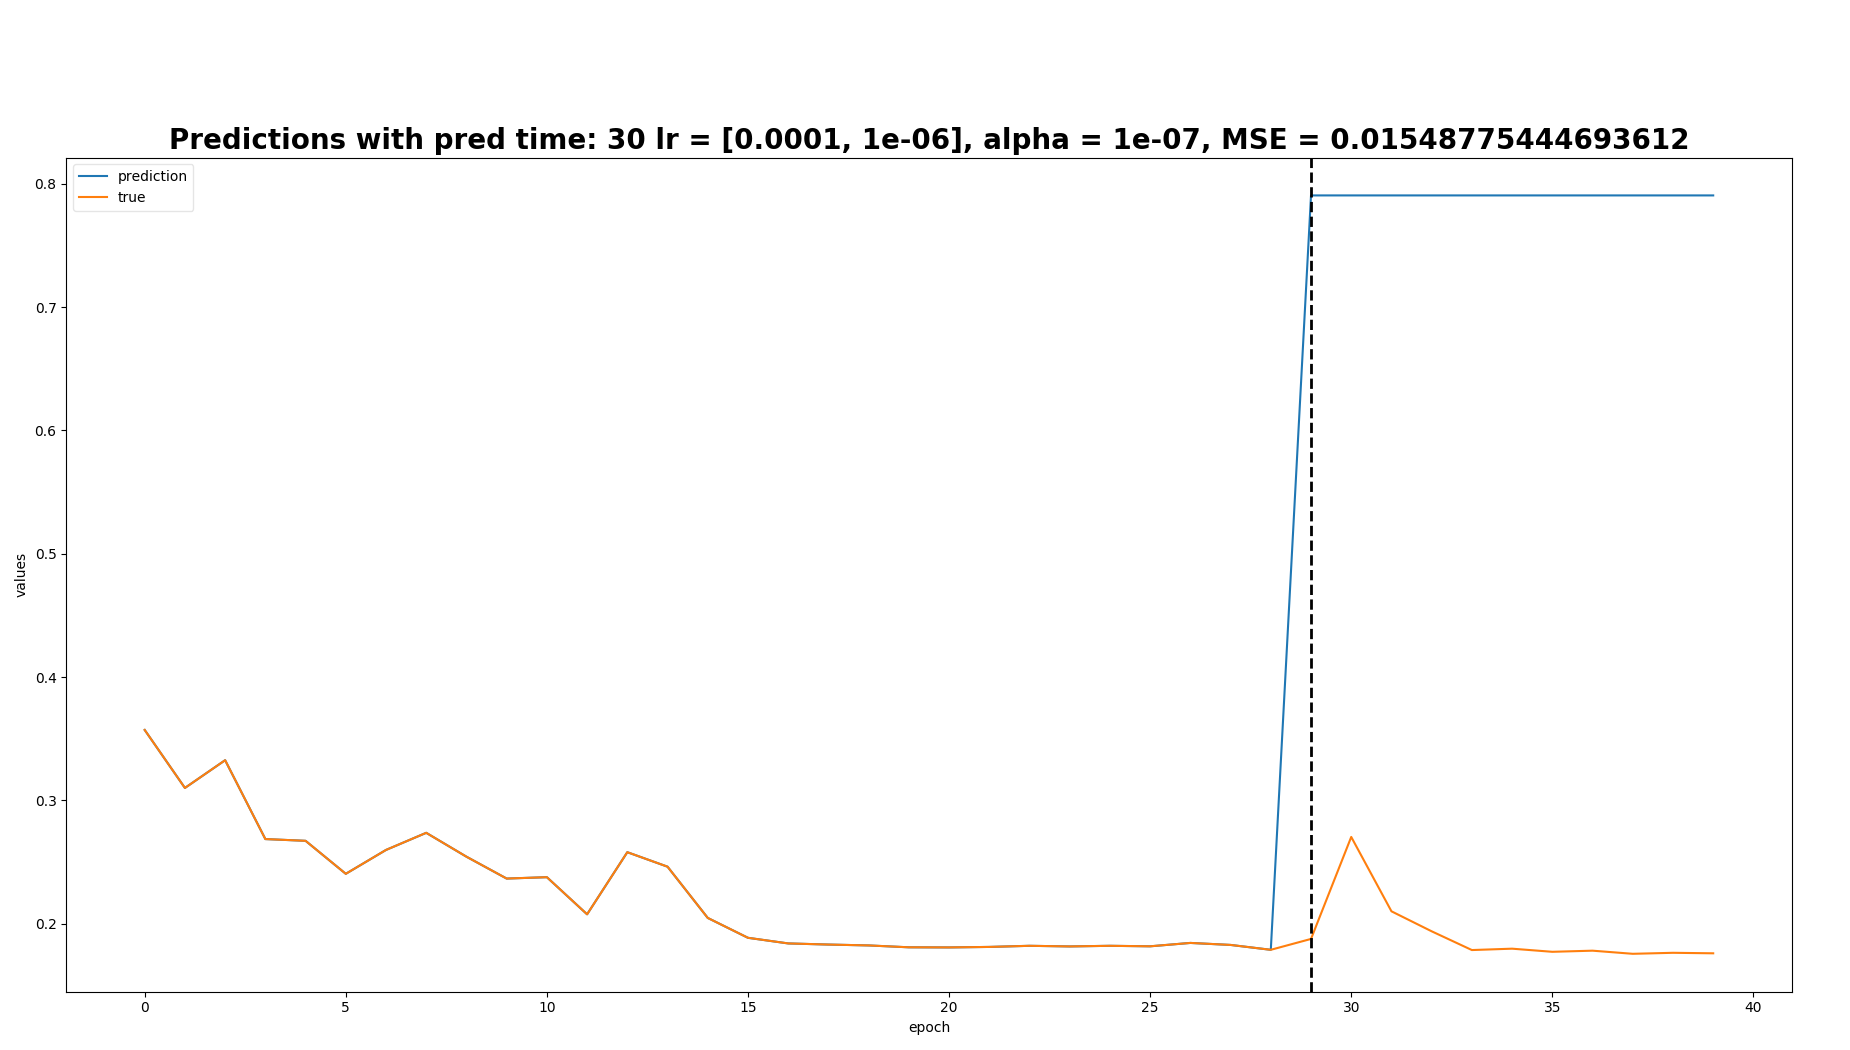 Predictions with pred time: 30 lr = [0.0001, 1e-06], alpha = 1e-07, MSE = 0.01548775444693612
prediction
true
0.8
0.7
0.6
0.5
0.4
0.3
0.2
values
0 5 10 15 20 25 30 35 40
epoch